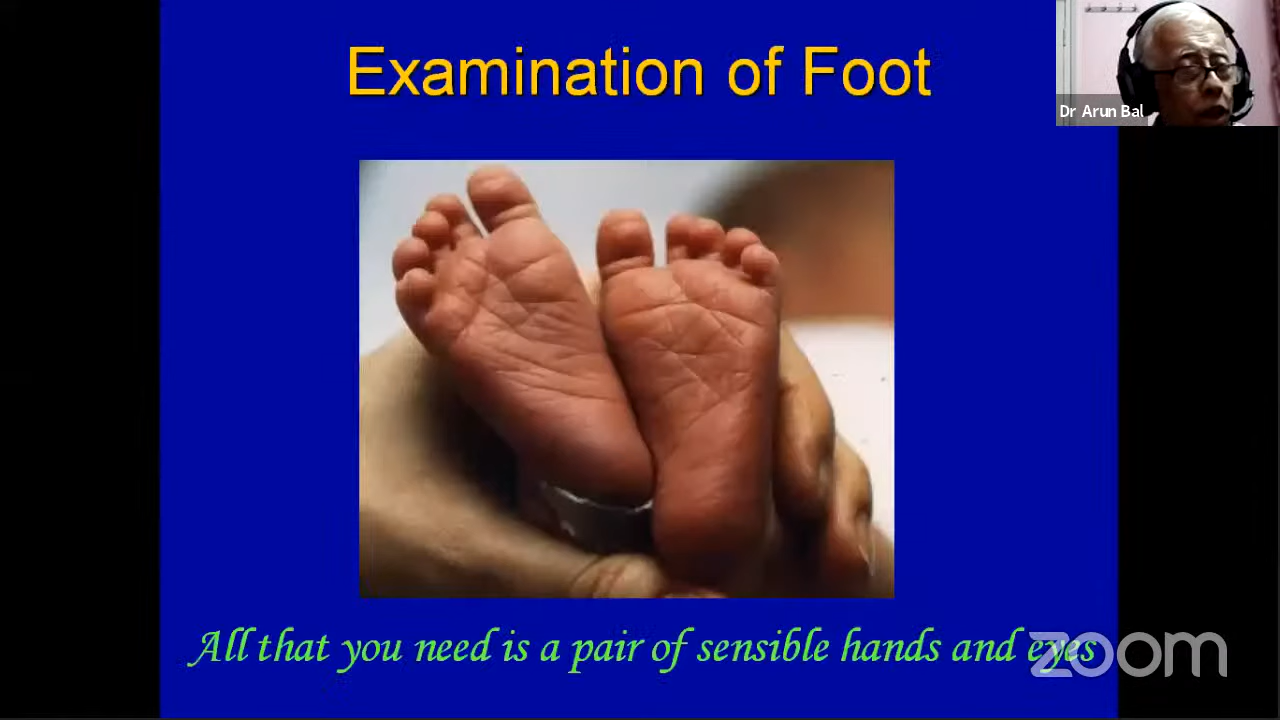 Examination of Foot
Dr Arun Bal
All that you need is a pair of sensible hands and eyes
zoom